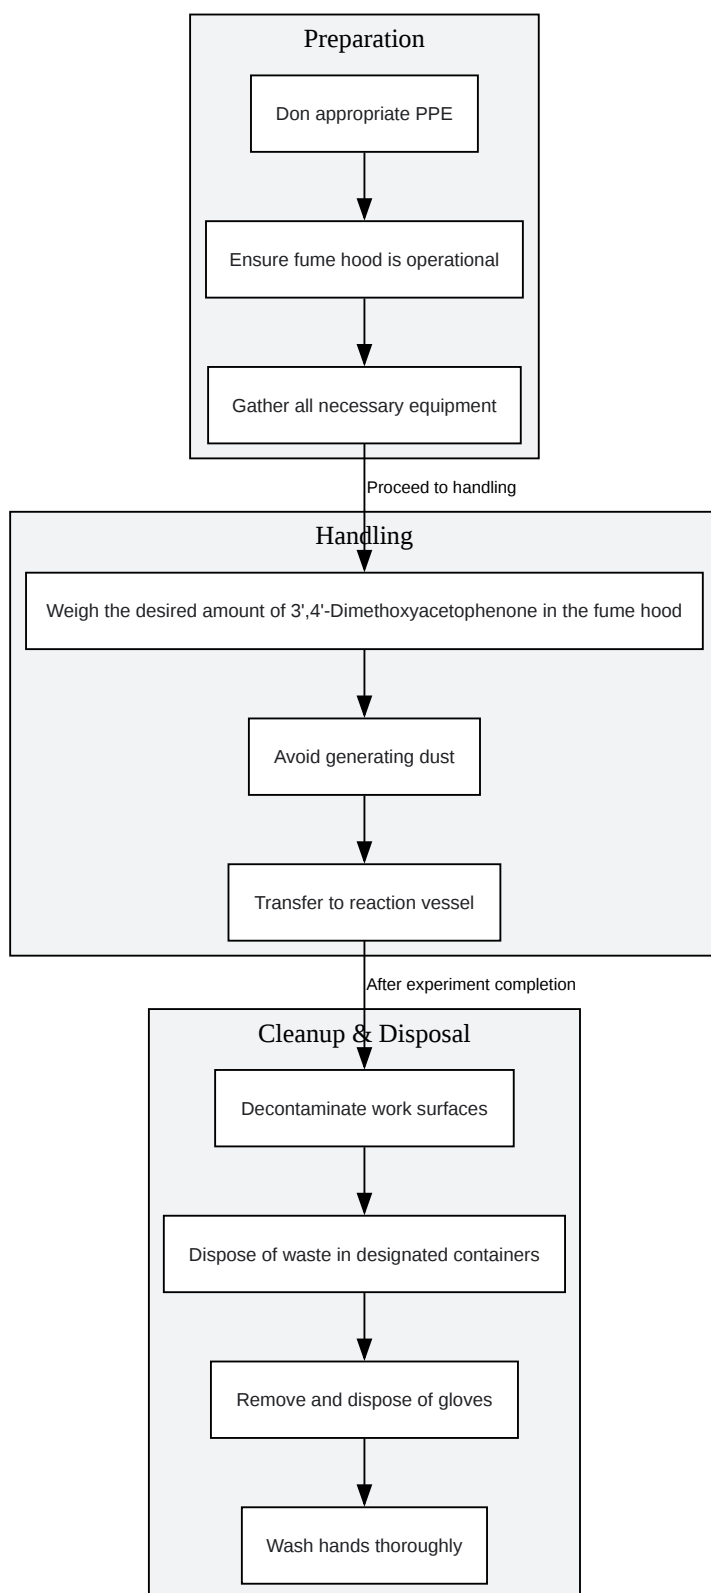 Preparation
Don appropriate PPE
Ensure fume hood is operational
Gather all necessary equipment
Proceed to handling
Handling
Weigh the desired amount of 3',4'-Dimethoxyacetophenone in the fume hood
Avoid generating dust
Transfer to reaction vessel
After experiment completion
Cleanup & Disposal
Decontaminate work surfaces
Dispose of waste in designated containers
Remove and dispose of gloves
Wash hands thoroughly